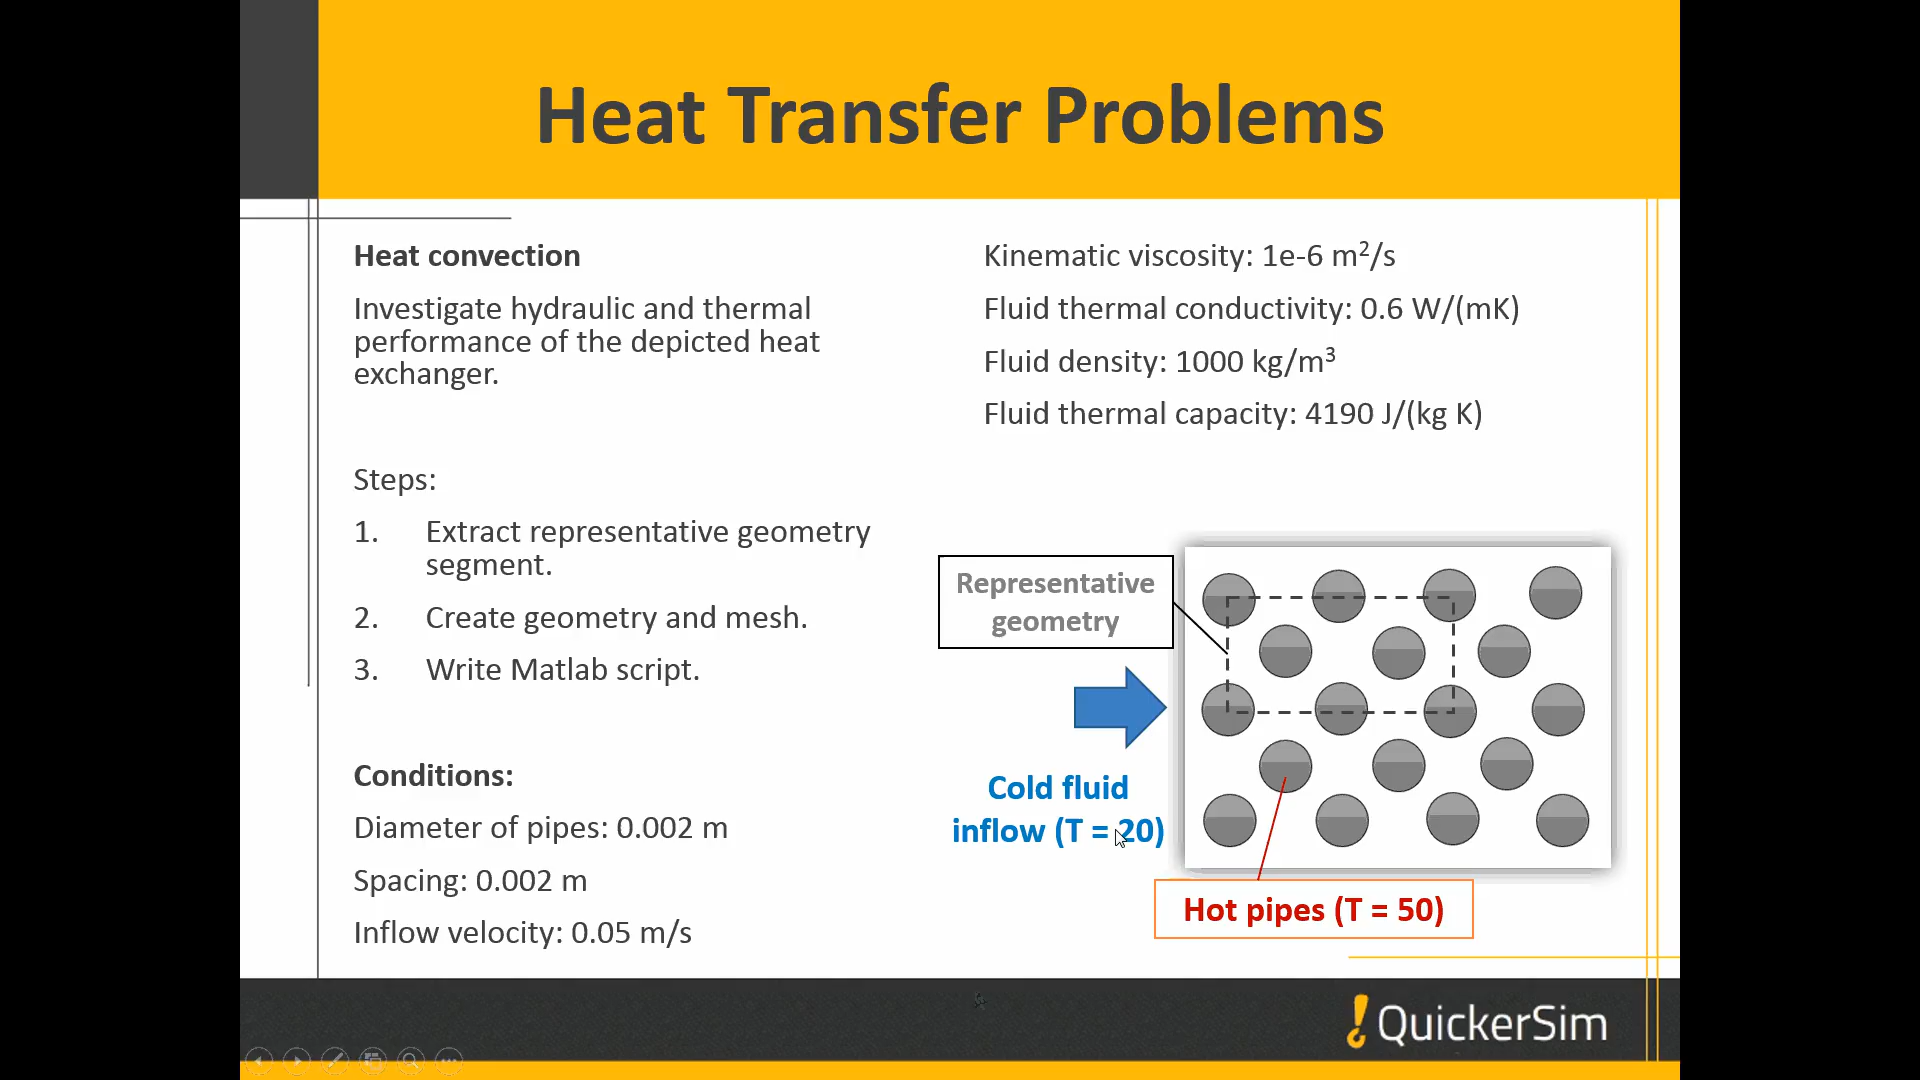 Heat Transfer Problems
Heat convection
Investigate hydraulic and thermal
performance of the depicted heat
exchanger.
Steps:
1. Extract representative geometry
segment.
2. Create geometry and mesh.
3. Write Matlab script.
Conditions:
Diameter of pipes: 0.002 m
Spacing: 0.002 m
Inflow velocity: 0.05 m/s
Kinematic viscosity: 1e-6 m²/s
Fluid thermal conductivity: 0.6 W/(mK)
Fluid density: 1000 kg/m³
Fluid thermal capacity: 4190 J/(kg K)
Representative
geometry
Cold fluid
inflow (T = 20)
Hot pipes (T = 50)
QuickerSim